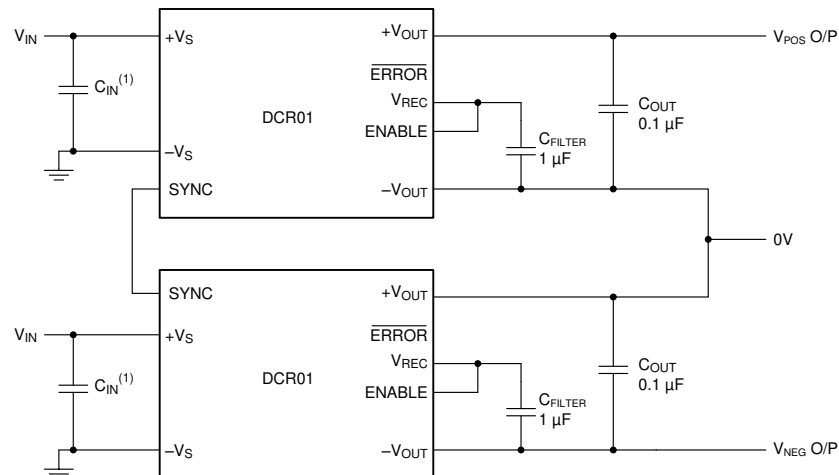 V_IN
+V_S
C_IN^(1)
–V_S
SYNC
DCR01
+V_OUT
E̅R̅R̅O̅R̅
V_REC
ENABLE
–V_OUT
C_FILTER
1 µF
C_OUT
0.1 µF
V_POS O/P
0V
SYNC
V_IN
+V_S
C_IN^(1)
–V_S
DCR01
+V_OUT
E̅R̅R̅O̅R̅
V_REC
ENABLE
–V_OUT
C_FILTER
1 µF
C_OUT
0.1 µF
V_NEG O/P